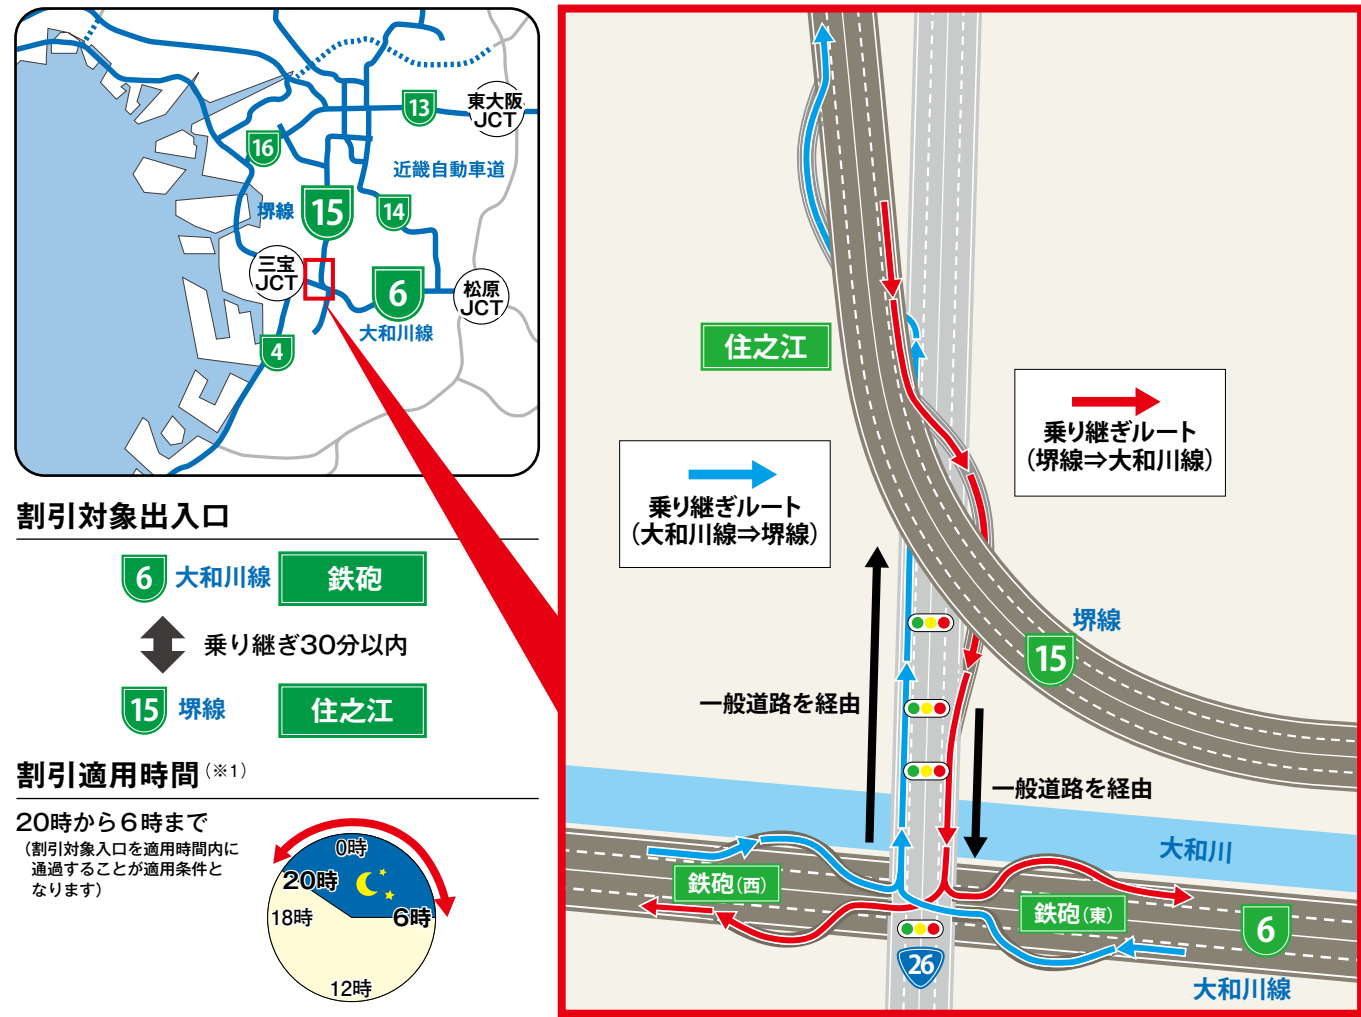 13
東大阪
JCT
16
近畿自動車道
堺線
15
14
三宝
JCT
6
松原
JCT
大和川線
4
割引対象出入口
6
大和川線
鉄砲
乗り継ぎ30分以内
15
堺線
住之江
割引適用時間(※1)
20時から6時まで
(割引対象入口を適用時間内に
通過することが適用条件と
なります)
0時
20時
18時
6時
12時
住之江
乗り継ぎルート
(堺線⇒大和川線)
乗り継ぎルート
(大和川線⇒堺線)
堺線
15
一般道路を経由
一般道路を経由
大和川
鉄砲(西)
鉄砲(東)
6
26
大和川線